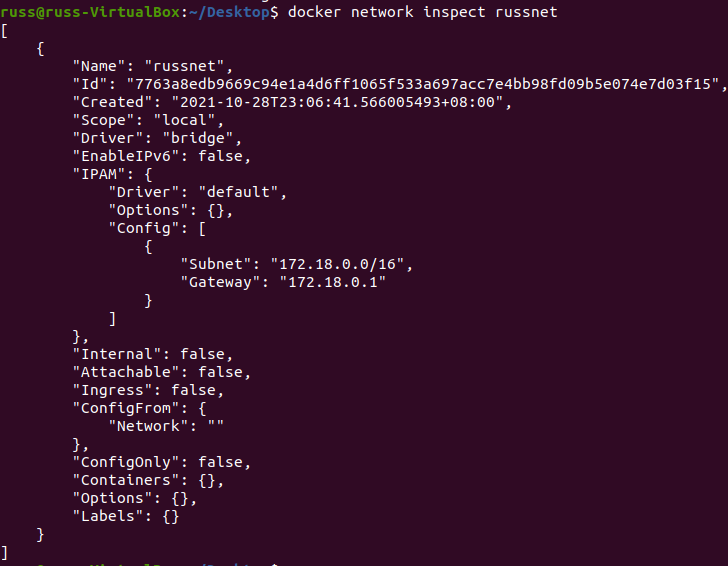 russ@russ-VirtualBox:~/Desktop$ docker network inspect russnet
[
    {
        "Name": "russnet",
        "Id": "7763a8edb9669c94e1a4d6ff1065f533a697acc7e4bb98fd09b5e074e7d03f15",
        "Created": "2021-10-28T23:06:41.566005493+08:00",
        "Scope": "local",
        "Driver": "bridge",
        "EnableIPv6": false,
        "IPAM": {
            "Driver": "default",
            "Options": {},
            "Config": [
                {
                    "Subnet": "172.18.0.0/16",
                    "Gateway": "172.18.0.1"
                }
            ]
        },
        "Internal": false,
        "Attachable": false,
        "Ingress": false,
        "ConfigFrom": {
            "Network": ""
        },
        "ConfigOnly": false,
        "Containers": {},
        "Options": {},
        "Labels": {}
    }
]